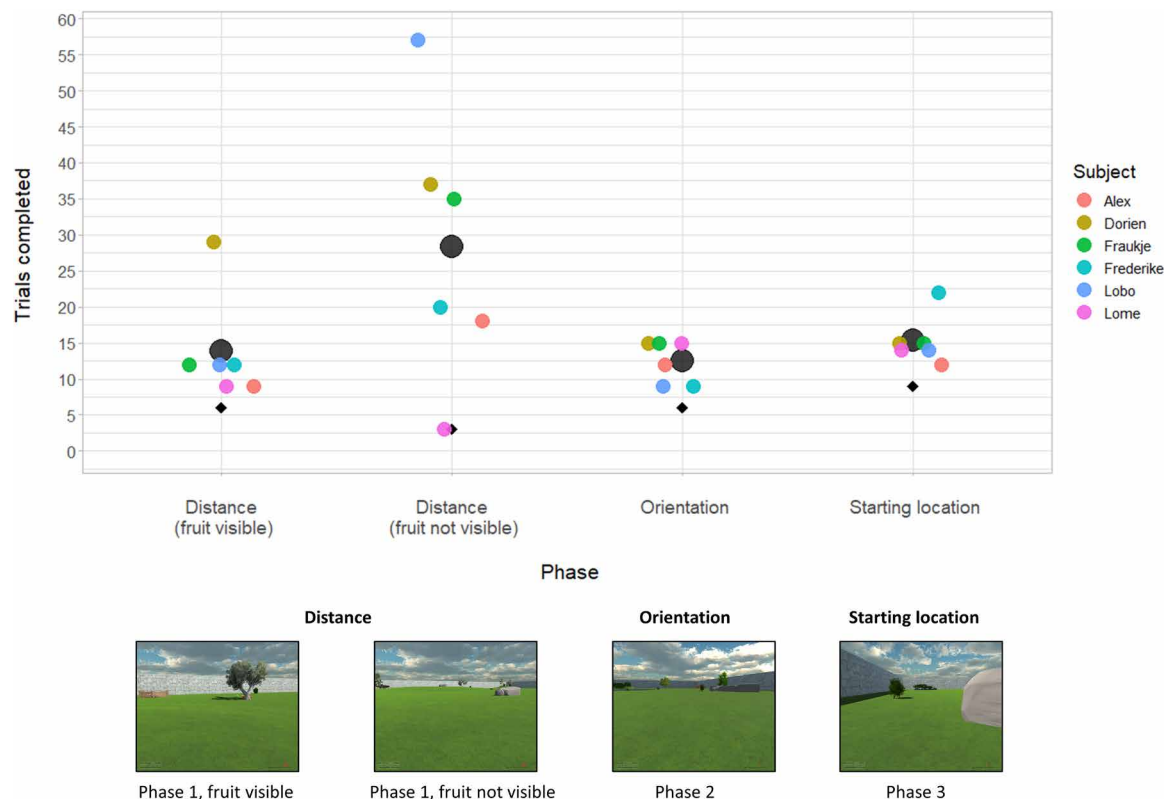 60
55
50
45
40
35
30
25
20
15
10
5
0
Trials completed
Distance
(fruit visible)
Distance
(fruit not visible)
Orientation
Starting location
Phase
Subject
Alex
Dorien
Fraukje
Frederike
Lobo
Lome
Distance
Orientation
Starting location
Phase 1, fruit visible
Phase 1, fruit not visible
Phase 2
Phase 3